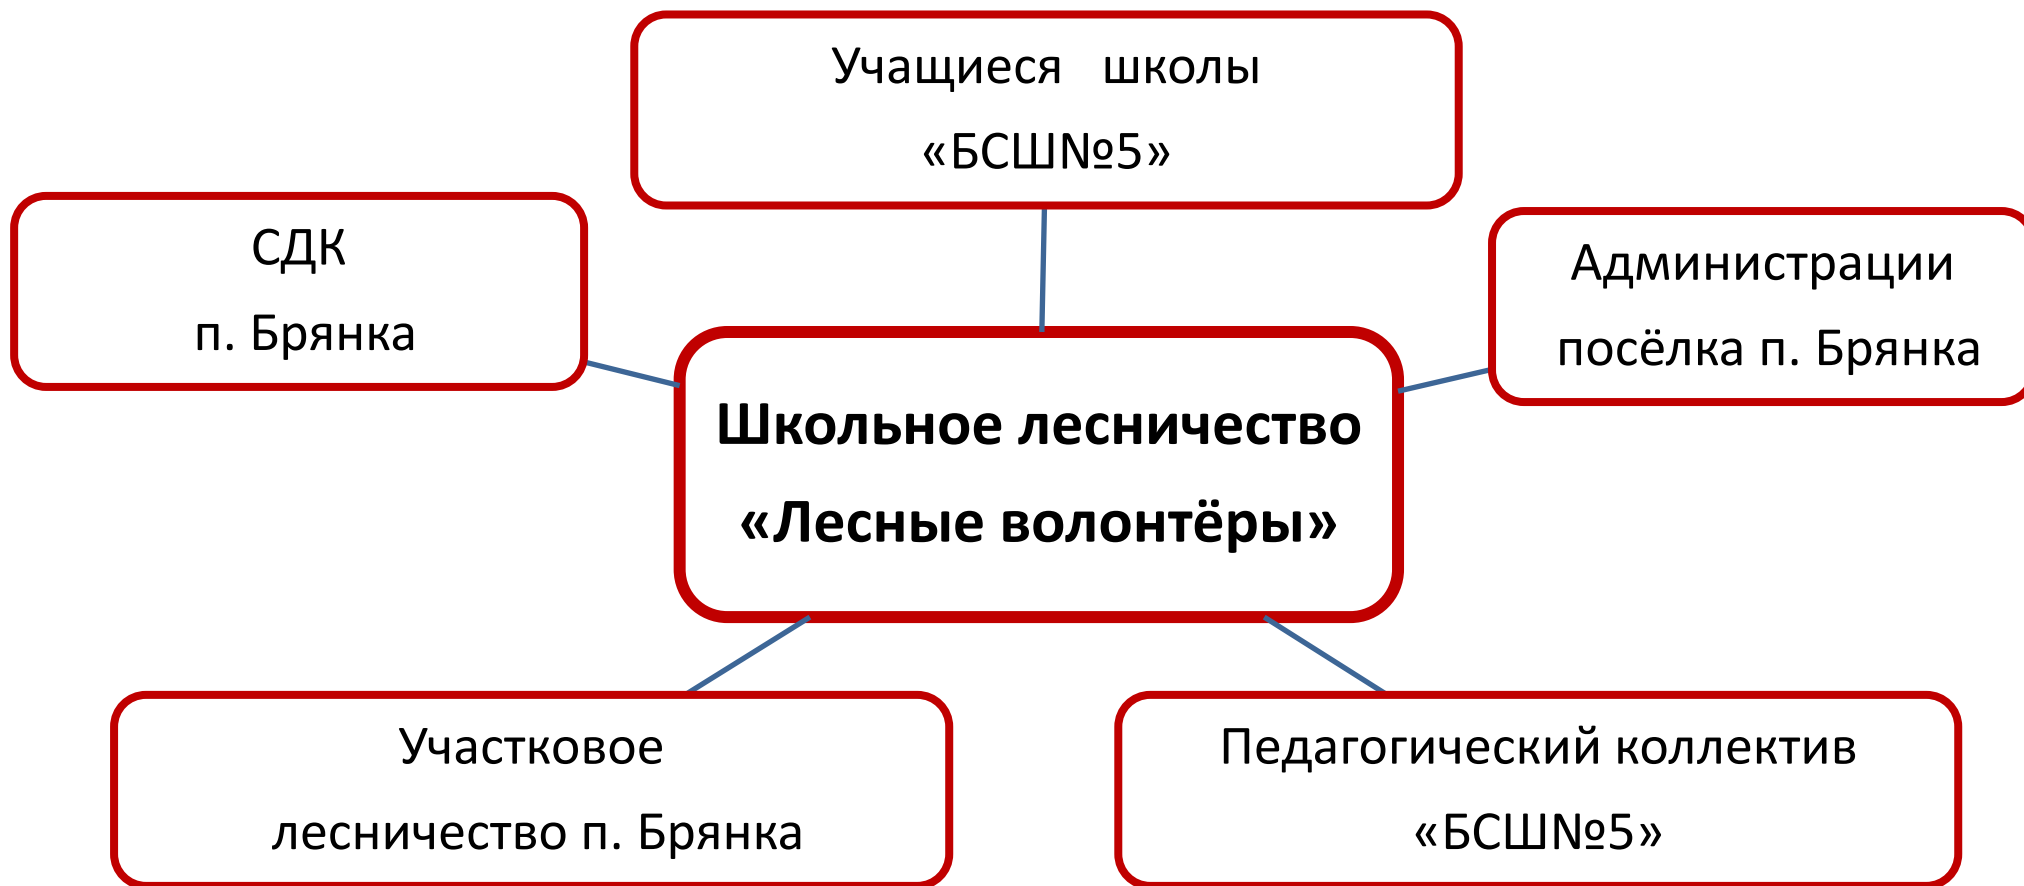 Учащиеся школы
«БСШ№5»
СДК
п. Брянка
Администрации
посёлка п. Брянка
Школьное лесничество
«Лесные волонтёры»
Участковое
лесничество п. Брянка
Педагогический коллектив
«БСШ№5»